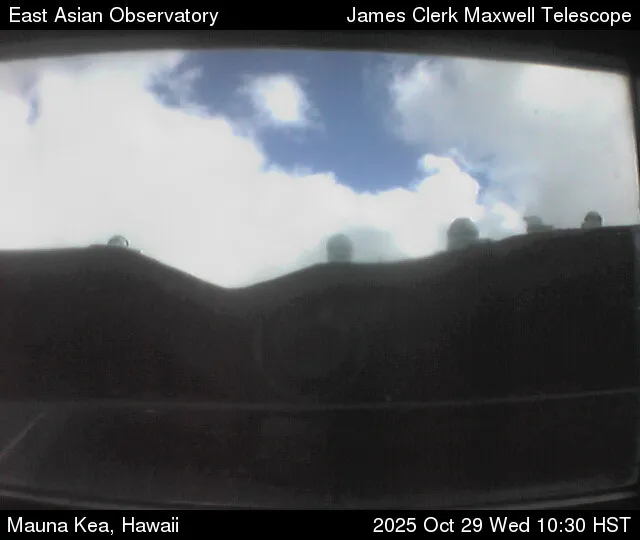 East Asian Observatory
James Clerk Maxwell Telescope
Mauna Kea, Hawaii
2025 Oct 29 Wed 10:30 HST